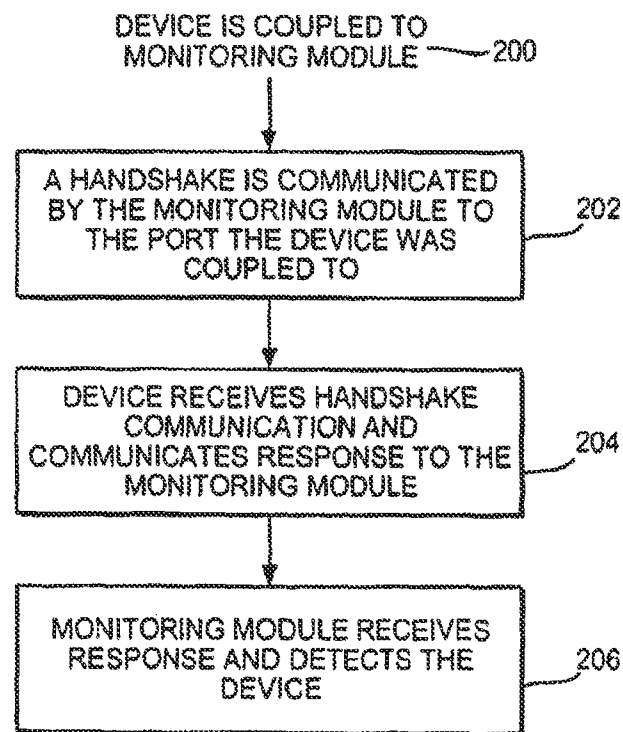 DEVICE IS COUPLED TO
MONITORING MODULE
200
A HANDSHAKE IS COMMUNICATED
BY THE MONITORING MODULE TO
THE PORT THE DEVICE WAS
COUPLED TO
202
DEVICE RECEIVES HANDSHAKE
COMMUNICATION AND
COMMUNICATES RESPONSE TO THE
MONITORING MODULE
204
MONITORING MODULE RECEIVES
RESPONSE AND DETECTS THE
DEVICE
206